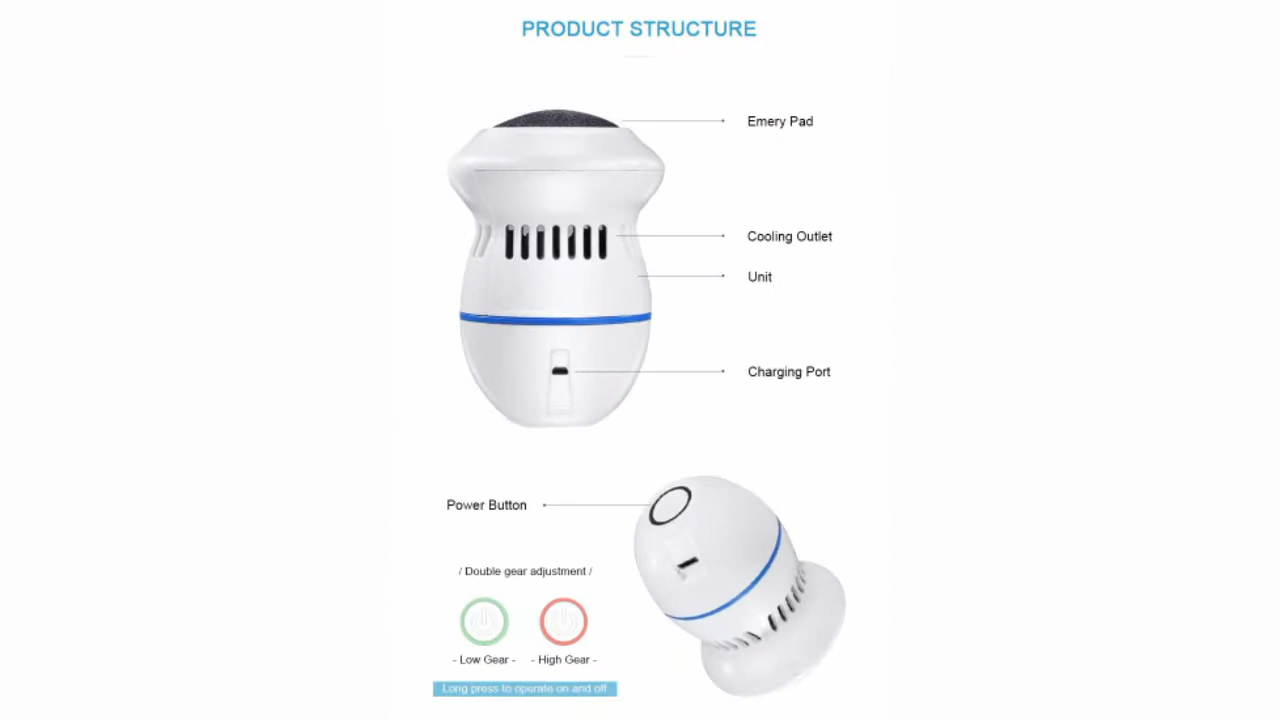 PRODUCT STRUCTURE
Emery Pad
Cooling Outlet
Unit
Charging Port
Power Button
/ Double gear adjustment /
- Low Gear -
- High Gear -
Long press to operate on and off